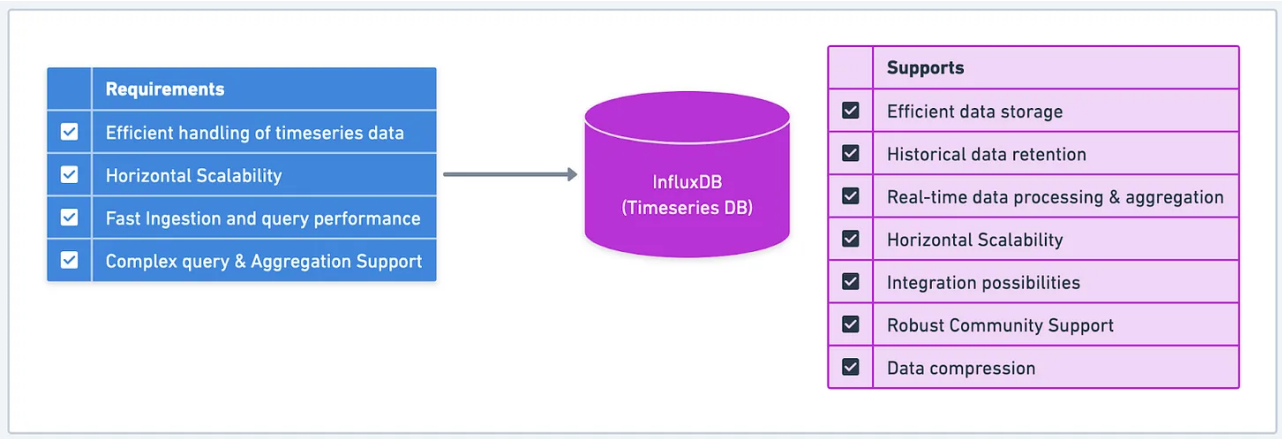 Requirements
Efficient handling of timeseries data
Horizontal Scalability
Fast Ingestion and query performance
Complex query & Aggregation Support
InfluxDB
(Timeseries DB)
Supports
Efficient data storage
Historical data retention
Real-time data processing & aggregation
Horizontal Scalability
Integration possibilities
Robust Community Support
Data compression